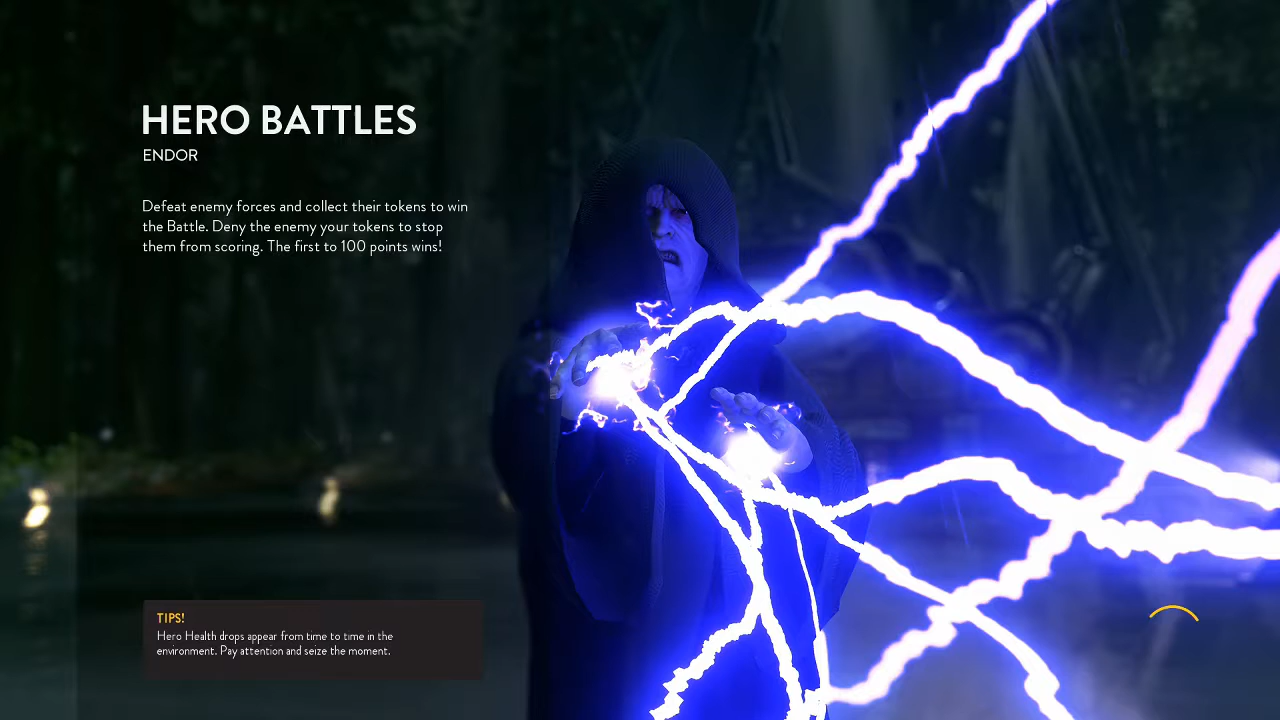 HERO BATTLES
ENDOR
Defeat enemy forces and collect their tokens to win
the Battle. Deny the enemy your tokens to stop
them from scoring. The first to 100 points wins!
TIPS!
Hero Health drops appear from time to time in the
environment. Pay attention and seize the moment.